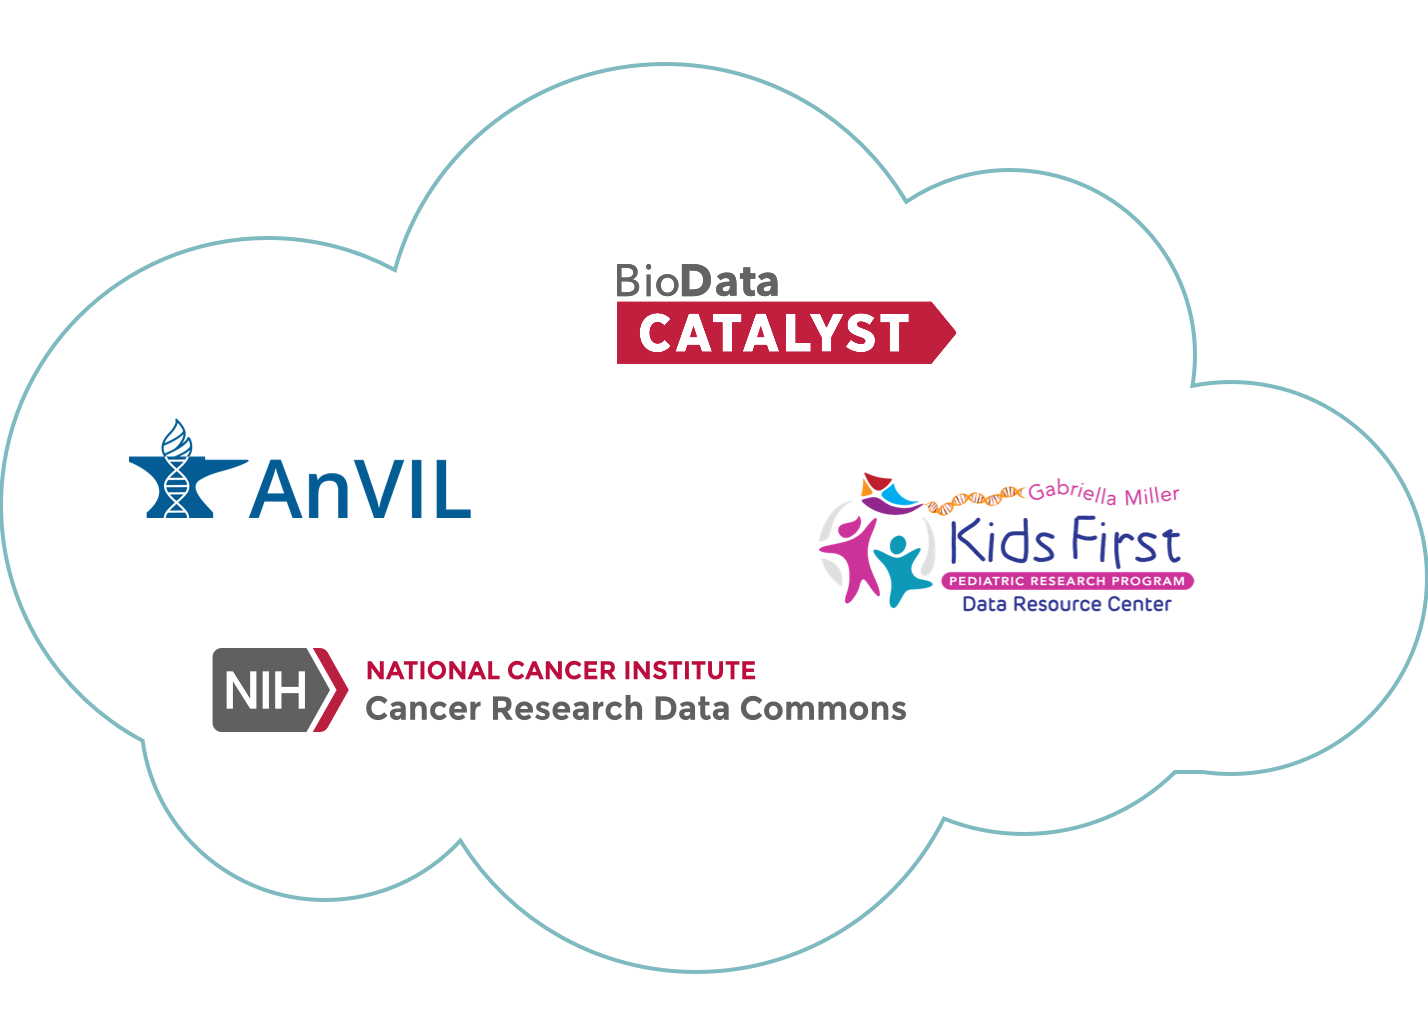 BioData
CATALYST
AnVIL
Gabriella Miller
Kids First
PEDIATRIC RESEARCH PROGRAM
Data Resource Center
NIH
NATIONAL CANCER INSTITUTE
Cancer Research Data Commons